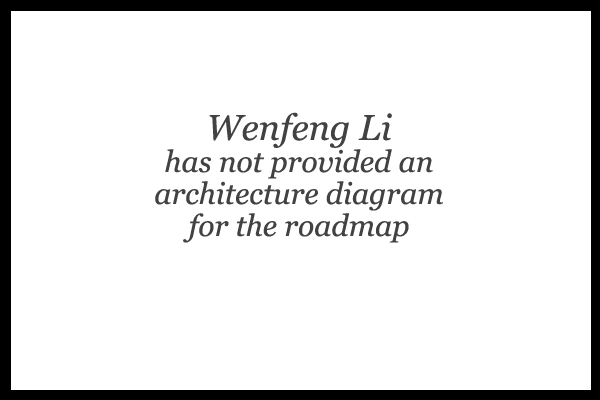 Wenfeng Li
has not provided an
architecture diagram
for the roadmap